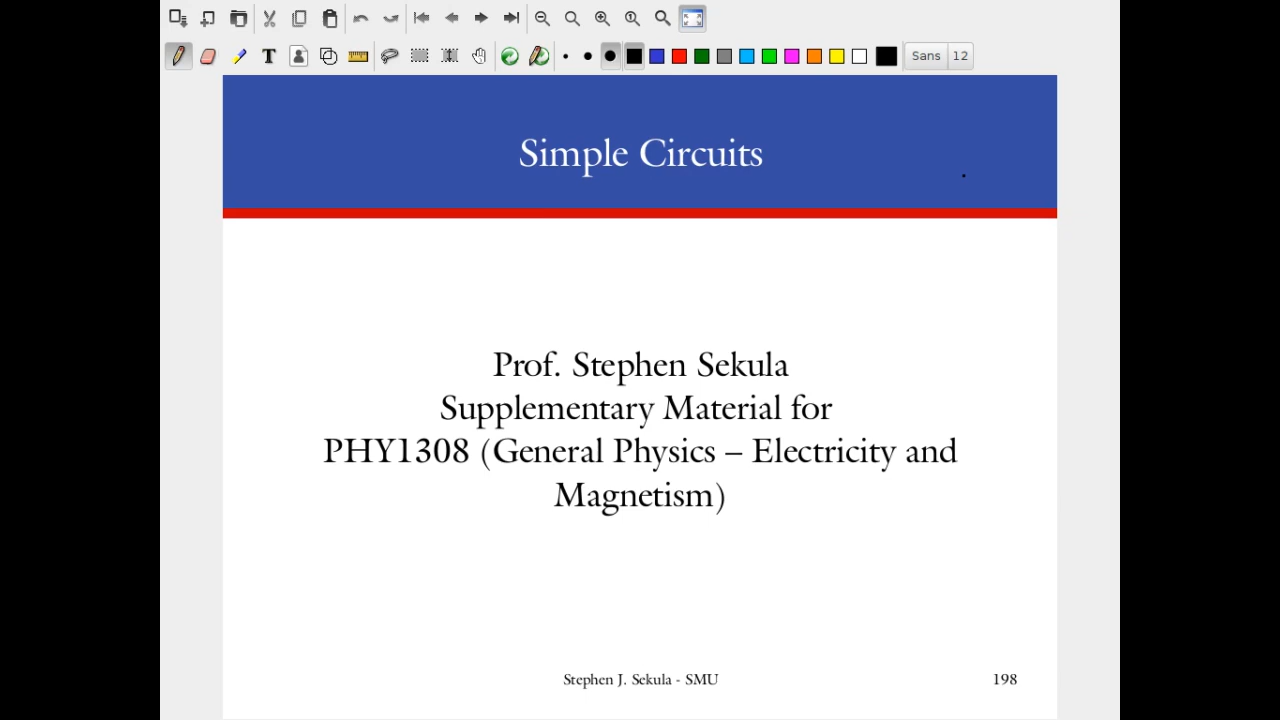 T
Sans 12
Simple Circuits
Prof. Stephen Sekula
Supplementary Material for
PHY1308 (General Physics – Electricity and
Magnetism)
Stephen J. Sekula - SMU 198